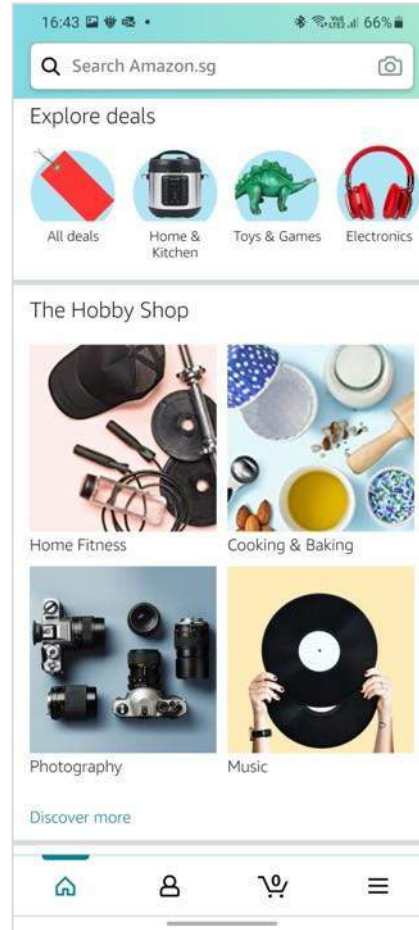 16:43
66%
Search Amazon.sg
Explore deals
All deals
Home &
Kitchen
Toys & Games
Electronics
The Hobby Shop
Home Fitness
Cooking & Baking
Photography
Music
Discover more
0